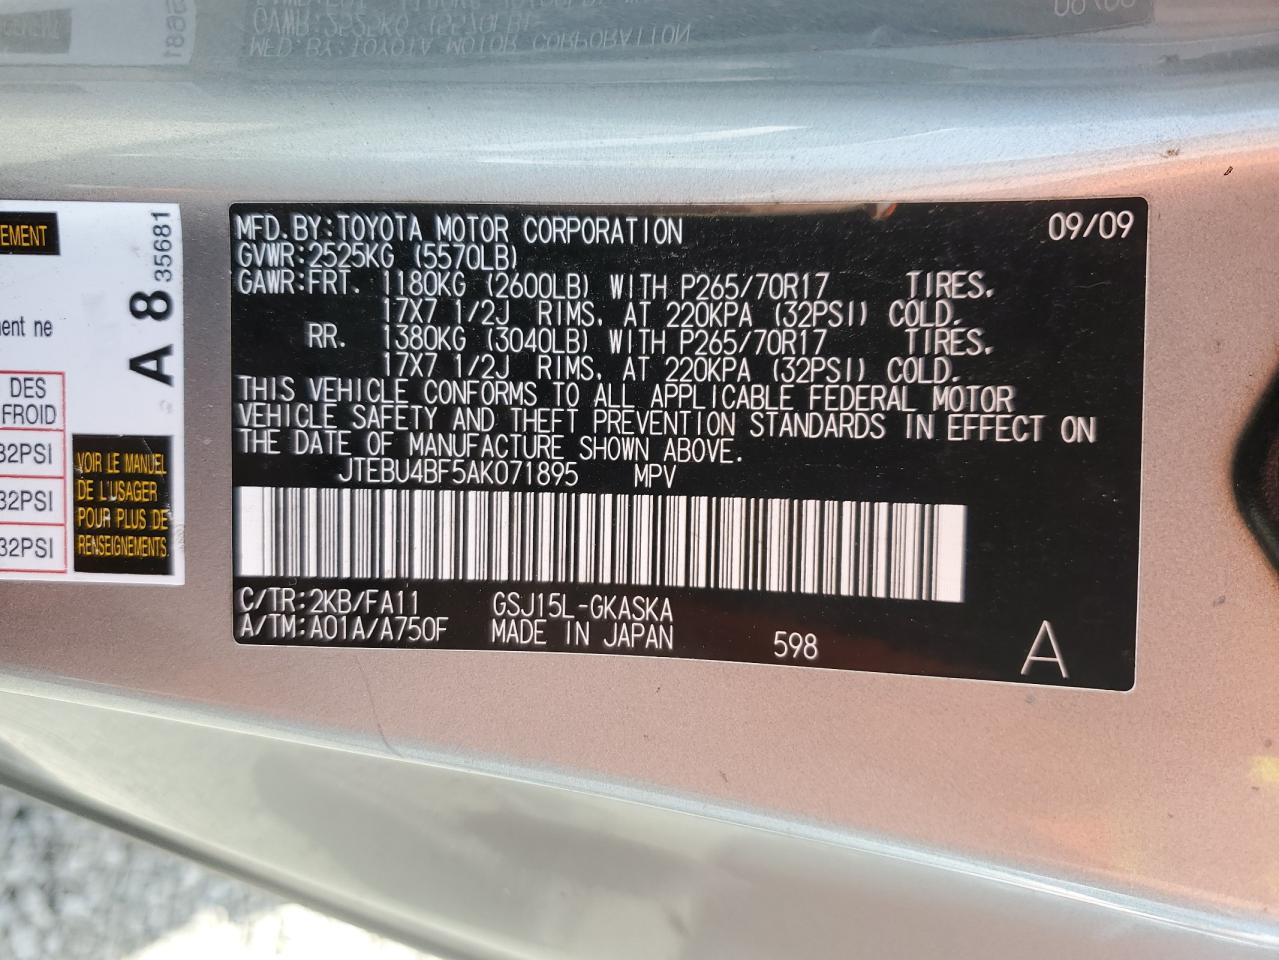 MFD.BY:TOYOTA MOTOR CORPORATION 09/09
GVWR:2525KG (5570LB)
GAWR:FRT. 1180KG (2600LB) WITH P265/70R17 TIRES,
17X7 1/2J RIMS, AT 220KPA (32PSI) COLD.
RR. 1380KG (3040LB) WITH P265/70R17 TIRES,
17X7 1/2J RIMS, AT 220KPA (32PSI) COLD.
THIS VEHICLE CONFORMS TO ALL APPLICABLE FEDERAL MOTOR
VEHICLE SAFETY AND THEFT PREVENTION STANDARDS IN EFFECT ON
THE DATE OF MANUFACTURE SHOWN ABOVE.
JTEBU4BF5AK071895 MPV
C/TR:2KB/FA11 GSJ15L-GKASKA
A/TM:A01A/A750F MADE IN JAPAN 598 A
EMENT
ment ne
DES
FROID
32PSI
32PSI
32PSI
A 8 35681
VOIR LE MANUEL
DE L'USAGER
POUR PLUS DE
RENSEIGNEMENTS